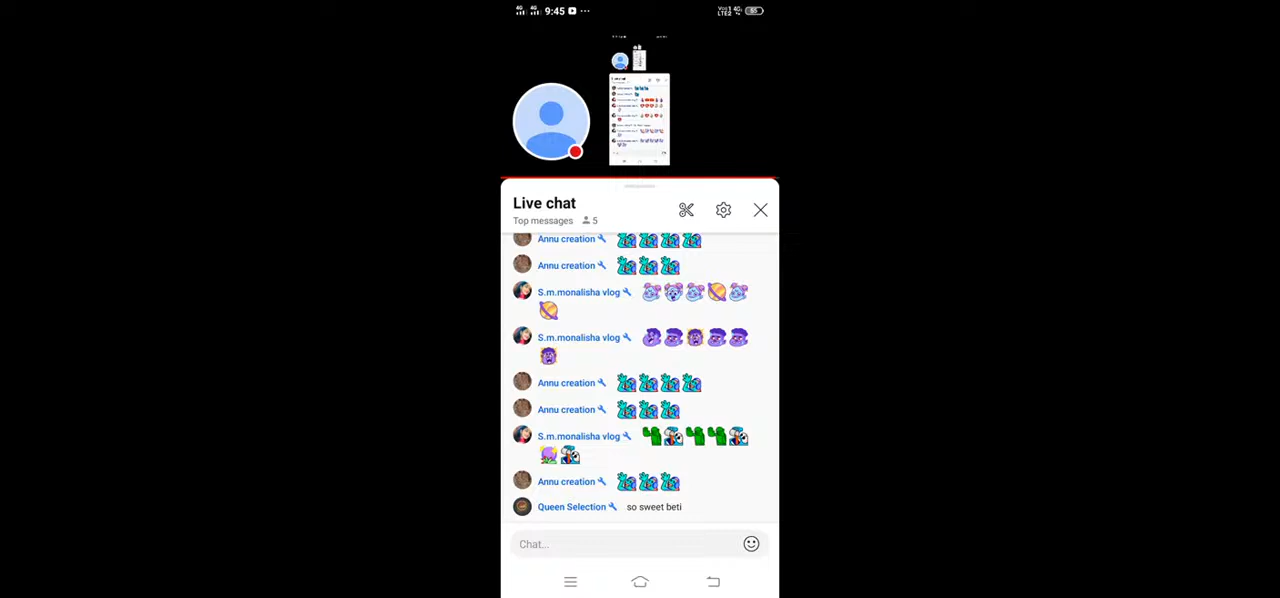 9:45
55
Live chat
Top messages 5
Annu creation
Annu creation
S.m.monalisha vlog
S.m.monalisha vlog
Annu creation
Annu creation
S.m.monalisha vlog
Annu creation
Queen Selection so sweet beti
Chat...